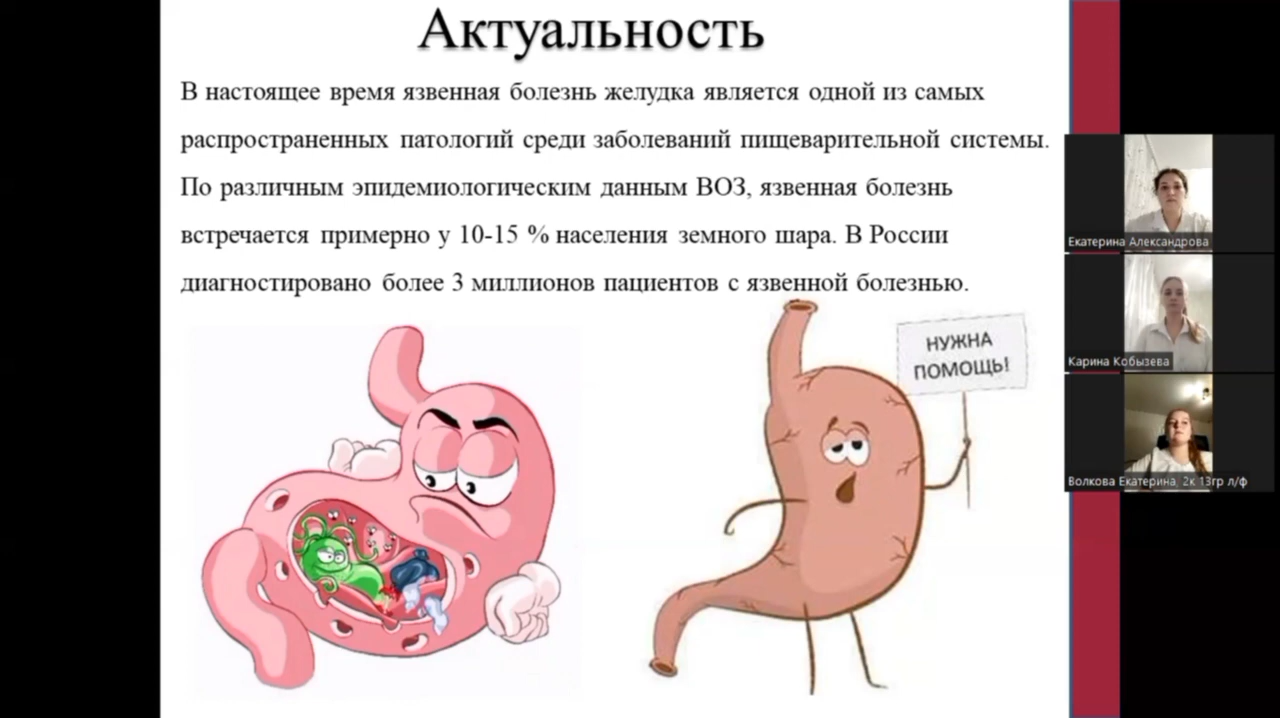 Актуальность
В настоящее время язвенная болезнь желудка является одной из самых
распространенных патологий среди заболеваний пищеварительной системы.
По различным эпидемиологическим данным ВОЗ, язвенная болезнь
встречается примерно у 10-15 % населения земного шара. В России
диагностировано более 3 миллионов пациентов с язвенной болезнью.
НУЖНА
ПОМОЩЬ!
Екатерина Александрова
Карина Кобызева
Волкова Екатерина, 2к 13гр л/ф